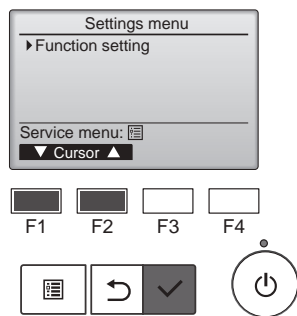 Settings menu
Function setting
Service menu:
▼ Cursor ▲
F1 F2 F3 F4